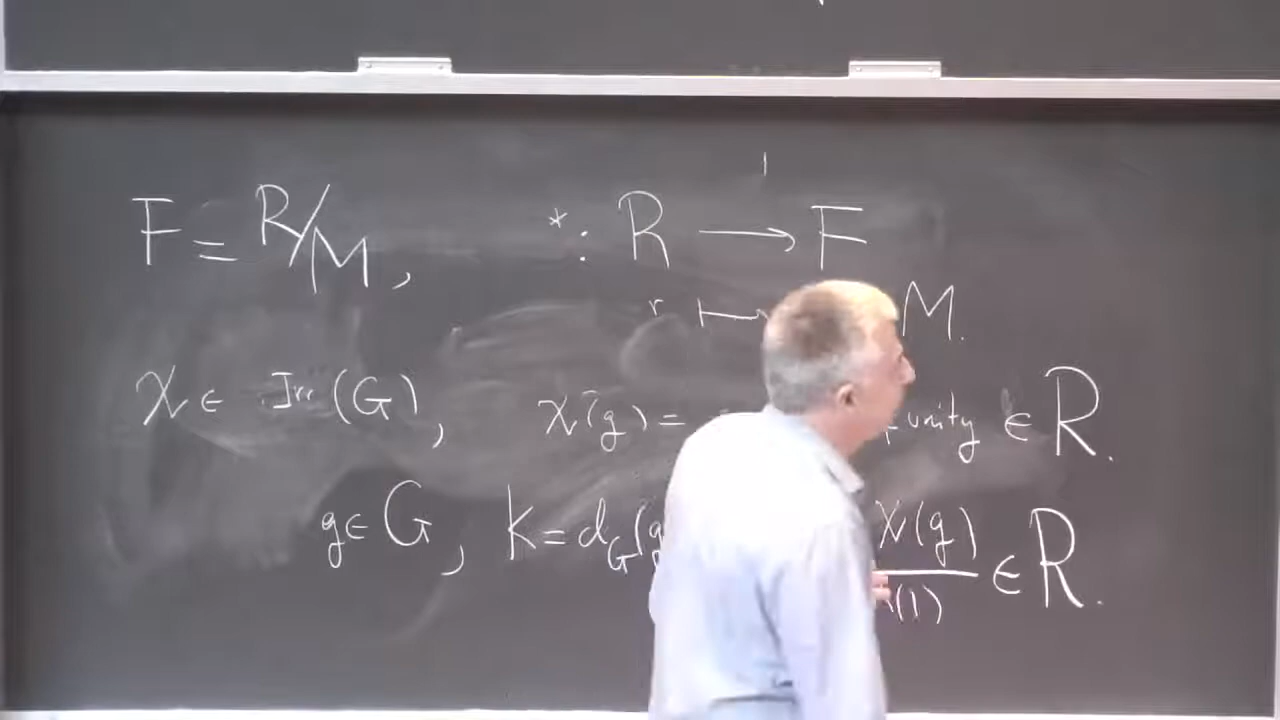 F = R/M, * : R → F
r ↦ M.
χ ∈ Irr(G), χ(g) = unity ∈ R.
g ∈ G, k = d_G(g χ(g)/(1) ∈ R.